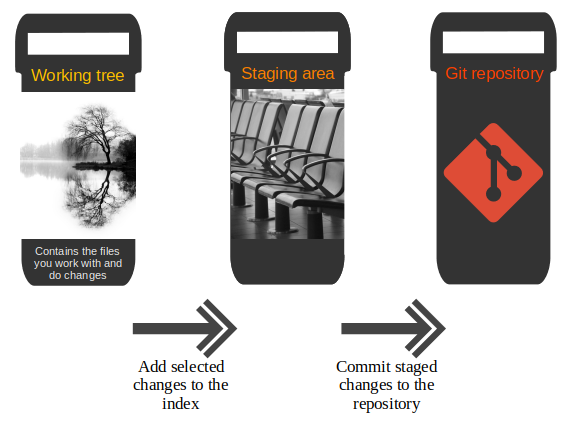 Working tree
Staging area
Git repository
Contains the files
you work with and
do changes
Add selected
changes to the
index
Commit staged
changes to the
repository